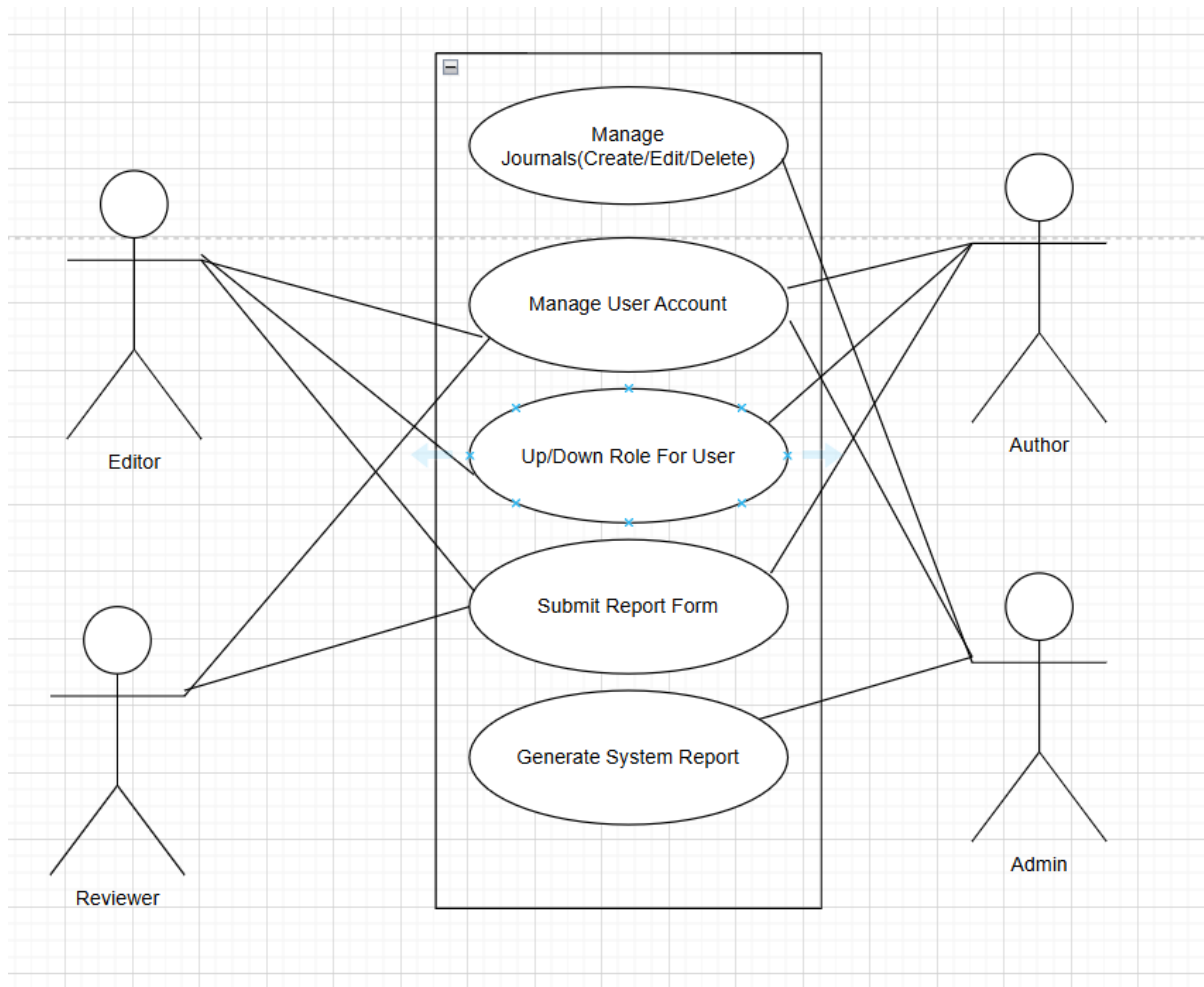 Manage
Journals(Create/Edit/Delete)
Manage User Account
Up/Down Role For User
Editor
Author
Submit Report Form
Generate System Report
Admin
Reviewer